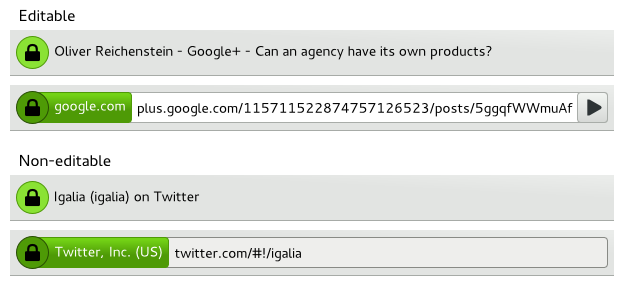 Editable
Oliver Reichenstein - Google+ - Can an agency have its own products?
google.com plus.google.com/115711522874757126523/posts/5ggqfWWmuAf
Non-editable
Igalia (igalia) on Twitter
Twitter, Inc. (US) twitter.com/#!/igalia